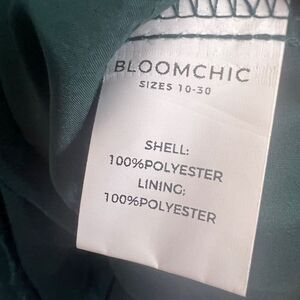 BLOOMCHIC
SIZES 10-30
SHELL:
100%POLYESTER
LINING:
100%POLYESTER